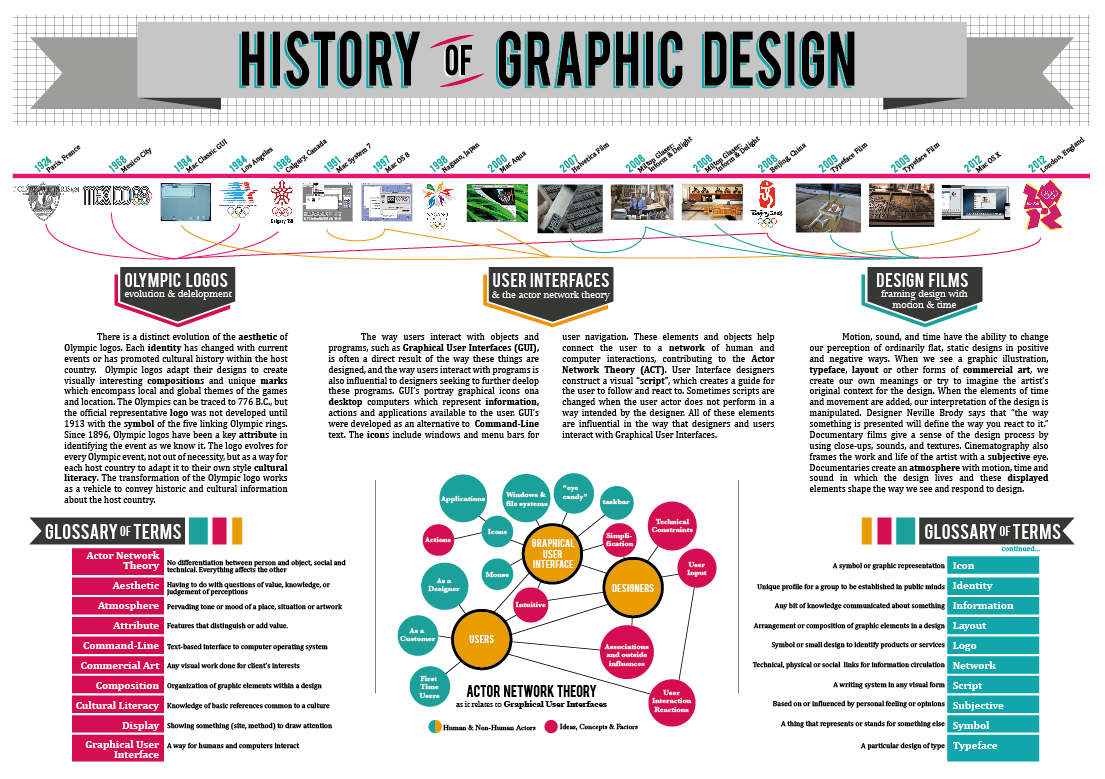 HISTORY OF GRAPHIC DESIGN
1924
Paris, France
1968
Mexico City
1984
Mac Classic GUI
1984
Los Angeles
1988
Calgary, Canada
1991
Mac System 7
1997
Mac OS 8
1998
Nagano, Japan
2000
Mac Aqua
2007
Helvetica Film
2008
Milton Glaser:
Inform & Delight
2008
Milton Glaser:
Inform & Delight
2008
Beijing, China
2009
Typeface Film
2009
Typeface Film
2012
Mac OS X
2012
London, England
OLYMPIC LOGOS
evolution & delelopment
There is a distinct evolution of the aesthetic of
Olympic logos. Each identity has changed with current
events or has promoted cultural history within the host
country. Olympic logos adapt their designs to create
visually interesting compositions and unique marks
which encompass local and global themes of the games
and location. The Olympics can be traced to 776 B.C., but
the official representative logo was not developed until
1913 with the symbol of the five linking Olympic rings.
Since 1896, Olympic logos have been a key attribute in
identifying the event as we know it. The logo evolves for
every Olympic event, not out of necessity, but as a way for
each host country to adapt it to their own style cultural
literacy. The transformation of the Olympic logo works
as a vehicle to convey historic and cultural information
about the host country.
USER INTERFACES
& the actor network theory
The way users interact with objects and
programs, such as Graphical User Interfaces (GUI),
is often a direct result of the way these things are
designed, and the way users interact with programs is
also influential to designers seeking to further deelop
these programs. GUI's portray graphical icons ona
desktop computers which represent information,
actions and applications available to the user. GUI's
were developed as an alternative to Command-Line
text. The icons include windows and menu bars for
user navigation. These elements and objects help
connect the user to a network of human and
computer interactions, contributing to the Actor
Network Theory (ACT). User Interface designers
construct a visual "script", which creates a guide for
the user to follow and react to. Sometimes scripts are
changed when the user actor does not perform in a
way intended by the designer. All of these elements
are influential in the way that designers and users
interact with Graphical User Interfaces.
DESIGN FILMS
framing design with
motion & time
Motion, sound, and time have the ability to change
our perception of ordinarily flat, static designs in positive
and negative ways. When we see a graphic illustration,
typeface, layout or other forms of commercial art, we
create our own meanings or try to imagine the artist's
original context for the design. When the elements of time
and movement are added, our interpretation of the design is
manipulated. Designer Neville Brody says that "the way
something is presented will define the way you react to it."
Documentary films give a sense of the design process by
using close-ups, sounds, and textures. Cinematography also
frames the work and life of the artist with a subjective eye.
Documentaries create an atmosphere with motion, time and
sound in which the design lives and these displayed
elements shape the way we see and respond to design.
GLOSSARY OF TERMS
Actor Network
Theory
No differentiation between person and object, social and
technical. Everything affects the other
Aesthetic
Having to do with questions of value, knowledge, or
judgement of perceptions
Atmosphere
Pervading tone or mood of a place, situation or artwork
Attribute
Features that distinguish or add value.
Command-Line
Text-based interface to computer operating system
Commercial Art
Any visual work done for client's interests
Composition
Organization of graphic elements within a design
Cultural Literacy
Knowledge of basic references common to a culture
Display
Showing something (site, method) to draw attention
Graphical User
Interface
A way for humans and computers interact
Applications
Windows &
file systems
"eye
candy"
taskbar
Actions
Icons
GRAPHICAL
USER
INTERFACE
Simpli-
fication
Technical
Constraints
User
Input
As a
Designer
Mouse
DESIGNERS
Intuitive
As a
Customer
USERS
Associations
and outside
influences
First
Time
Users
User
Interaction
Reactions
ACTOR NETWORK THEORY
as it relates to Graphical User Interfaces
Human & Non-Human Actors
Ideas, Concepts & Factors
GLOSSARY OF TERMS
continued...
A symbol or graphic representation
Icon
Unique profile for a group to be established in public minds
Identity
Any bit of knowledge communicated about something
Information
Arrangement or composition of graphic elements in a design
Layout
Symbol or small design to identify products or services
Logo
Technical, physical or social links for information circulation
Network
A writing system in any visual form
Script
Based on or influenced by personal feeling or opinions
Subjective
A thing that represents or stands for something else
Symbol
A particular design of type
Typeface